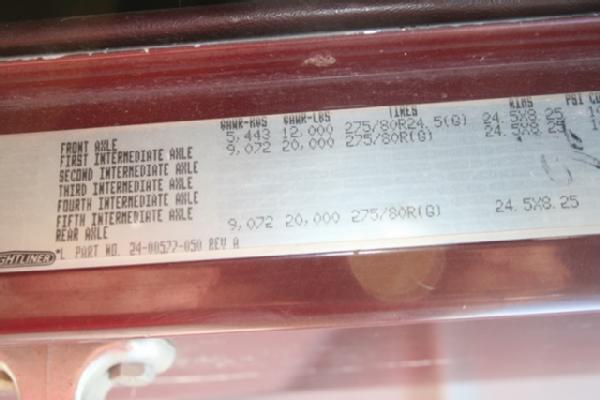 GAWR-KGS GAWR-LBS TIRES RIMS PSI CO
FRONT AXLE 5,443 12,000 275/80R24.5(G) 24.5X8.25
FIRST INTERMEDIATE AXLE 9,072 20,000 275/80R(G) 24.5X8.25
SECOND INTERMEDIATE AXLE
THIRD INTERMEDIATE AXLE
FOURTH INTERMEDIATE AXLE
FIFTH INTERMEDIATE AXLE
REAR AXLE 9,072 20,000 275/80R(G) 24.5X8.25
*L PART NO. 24-00577-050 REV A
GHTLINER